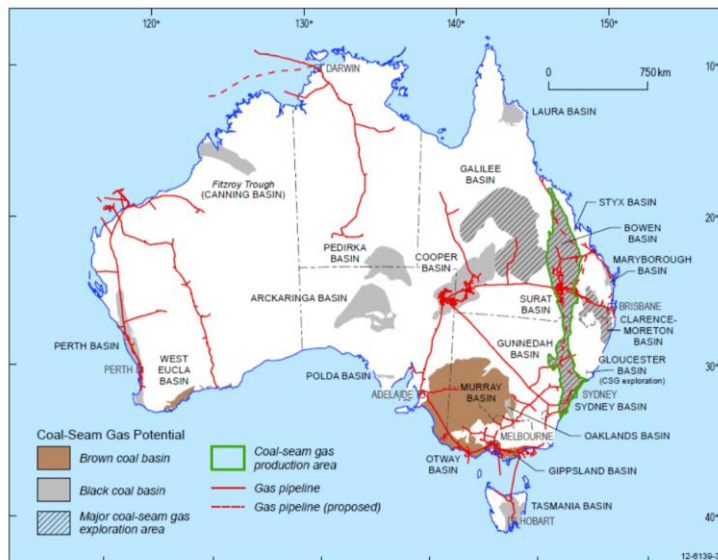 120°
130°
140°
150°
10°
DARWIN
0
750 km
LAURA BASIN
GALILEE
BASIN
Fitzroy Trough
(CANNING BASIN)
STYX BASIN
20°
BOWEN
BASIN
PEDIRKA
BASIN
COOPER
BASIN
MARYBOROUGH
BASIN
ARCKARINGA BASIN
SURAT
BASIN
BRISBANE
CLARENCE-
MORETON
BASIN
GUNNEDAH
BASIN
PERTH BASIN
PERTH
WEST
EUCLA
BASIN
GLOUCESTER
BASIN
(CSG exploration)
30°
POLDA BASIN
ADELAIDE
MURRAY
BASIN
SYDNEY
SYDNEY BASIN
OAKLANDS BASIN
MELBOURNE
OTWAY
BASIN
GIPPSLAND BASIN
TASMANIA BASIN
HOBART
40°
Coal-Seam Gas Potential
Brown coal basin
Black coal basin
Major coal-seam gas
exploration area
Coal-seam gas
production area
Gas pipeline
Gas pipeline (proposed)
12-6139-3